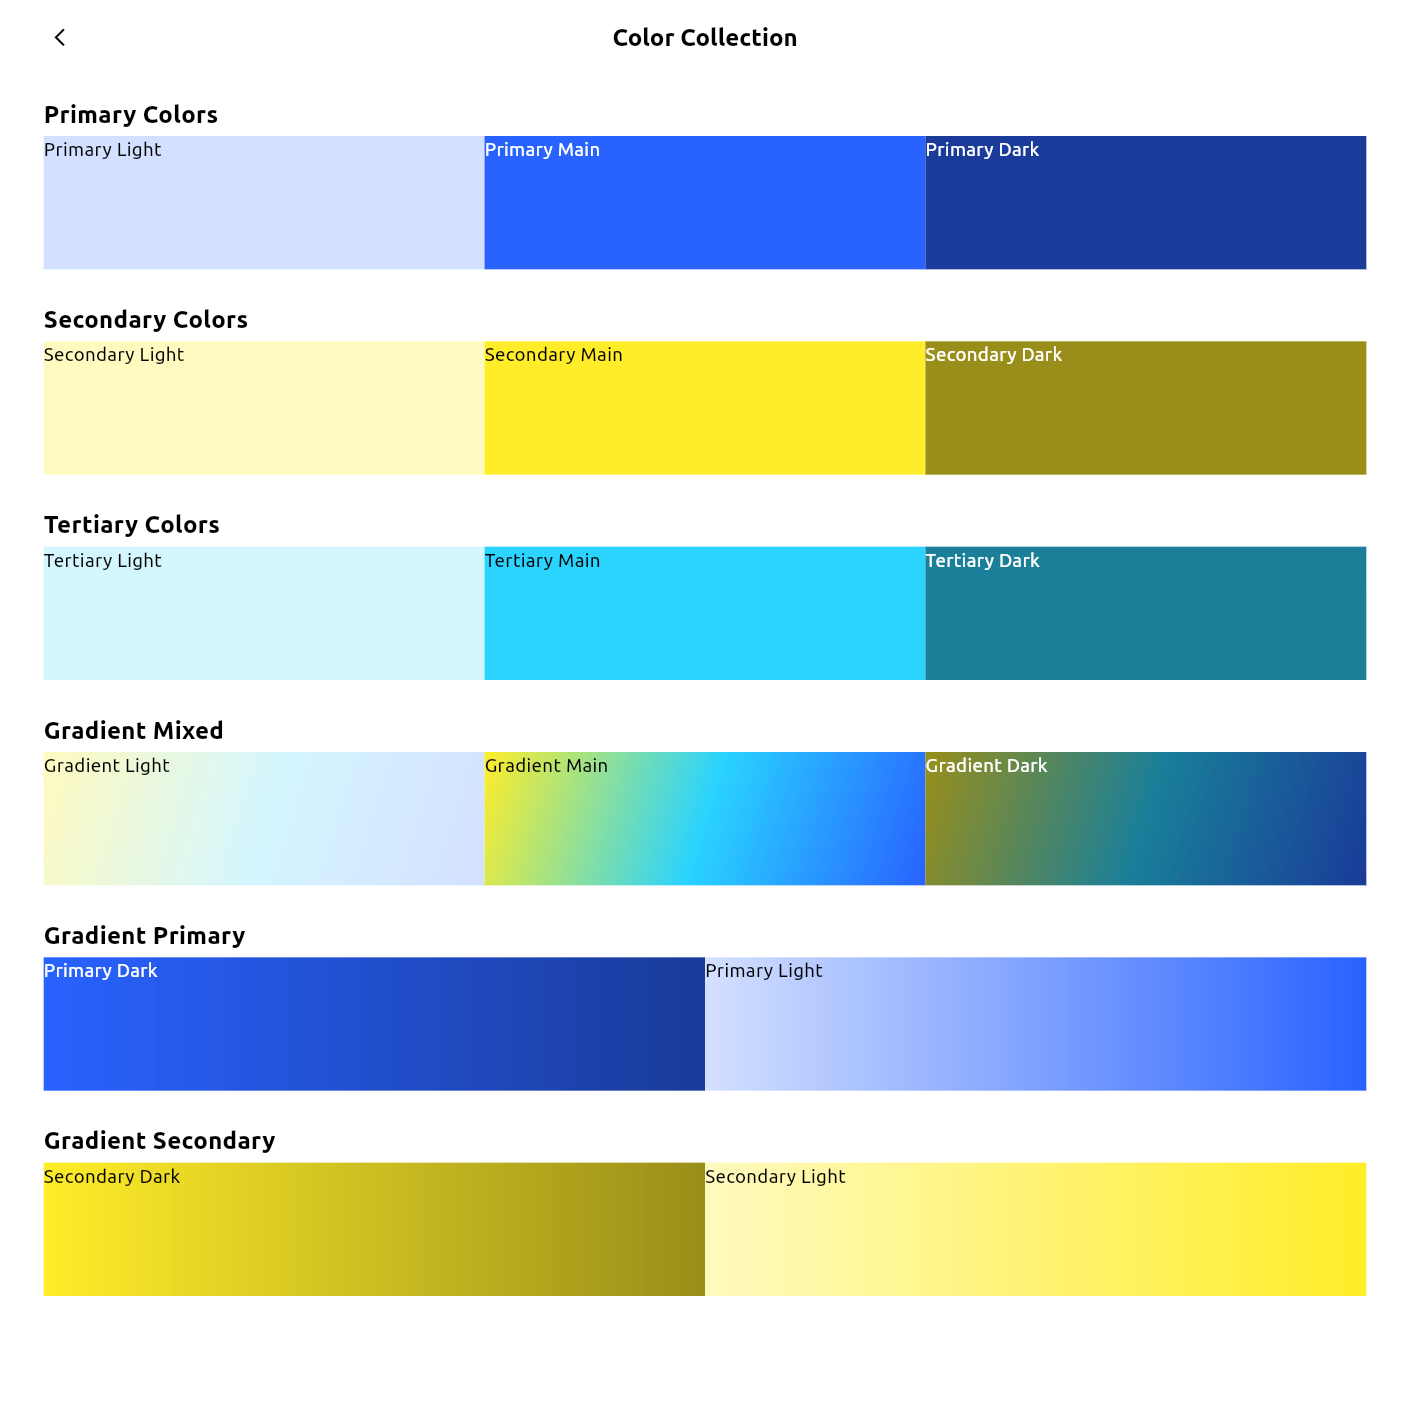 Color Collection
Primary Colors
Primary Light
Primary Main
Primary Dark
Secondary Colors
Secondary Light
Secondary Main
Secondary Dark
Tertiary Colors
Tertiary Light
Tertiary Main
Tertiary Dark
Gradient Mixed
Gradient Light
Gradient Main
Gradient Dark
Gradient Primary
Primary Dark
Primary Light
Gradient Secondary
Secondary Dark
Secondary Light